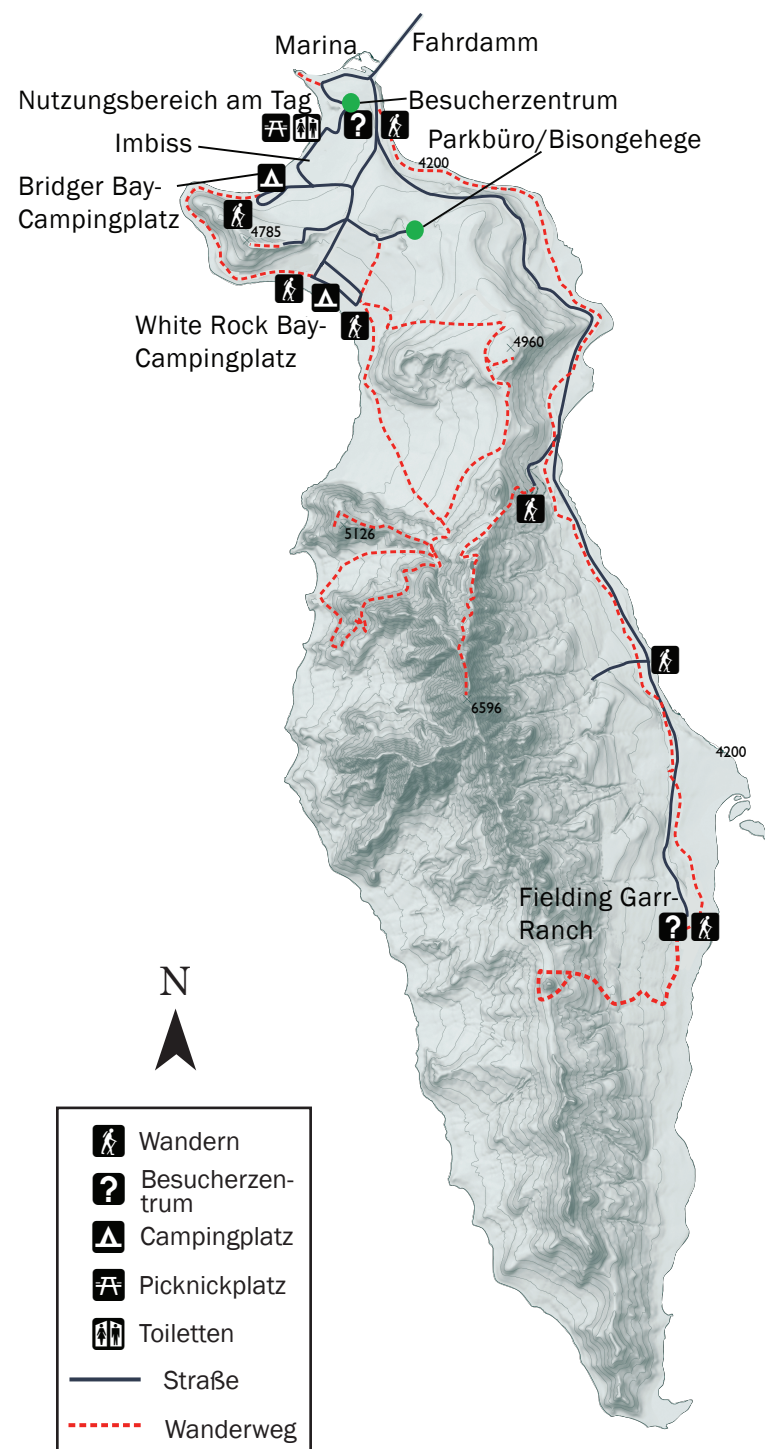 Marina
Fahrdamm
Nutzungsbereich am Tag
Besucherzentrum
Imbiss
Parkbüro/Bisongehege
4200
Bridger Bay-
Campingplatz
4785
White Rock Bay-
Campingplatz
4960
5126
6596
4200
Fielding Garr-
Ranch
N
Wandern
Besucherzen-
trum
Campingplatz
Picknickplatz
Toiletten
Straße
Wanderweg